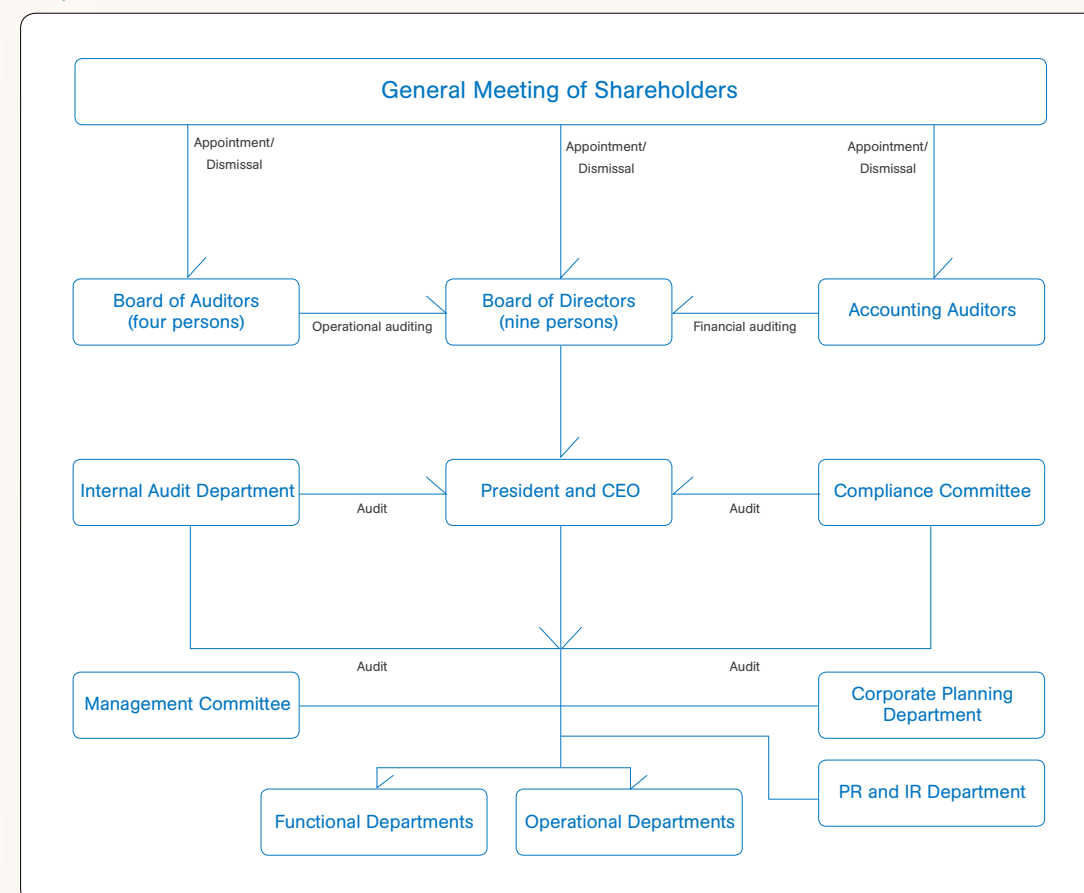 General Meeting of Shareholders
Appointment/
Dismissal
Appointment/
Dismissal
Appointment/
Dismissal
Board of Auditors
(four persons)
Operational auditing
Board of Directors
(nine persons)
Financial auditing
Accounting Auditors
Internal Audit Department
Audit
President and CEO
Audit
Compliance Committee
Audit
Audit
Management Committee
Corporate Planning
Department
PR and IR Department
Functional Departments
Operational Departments